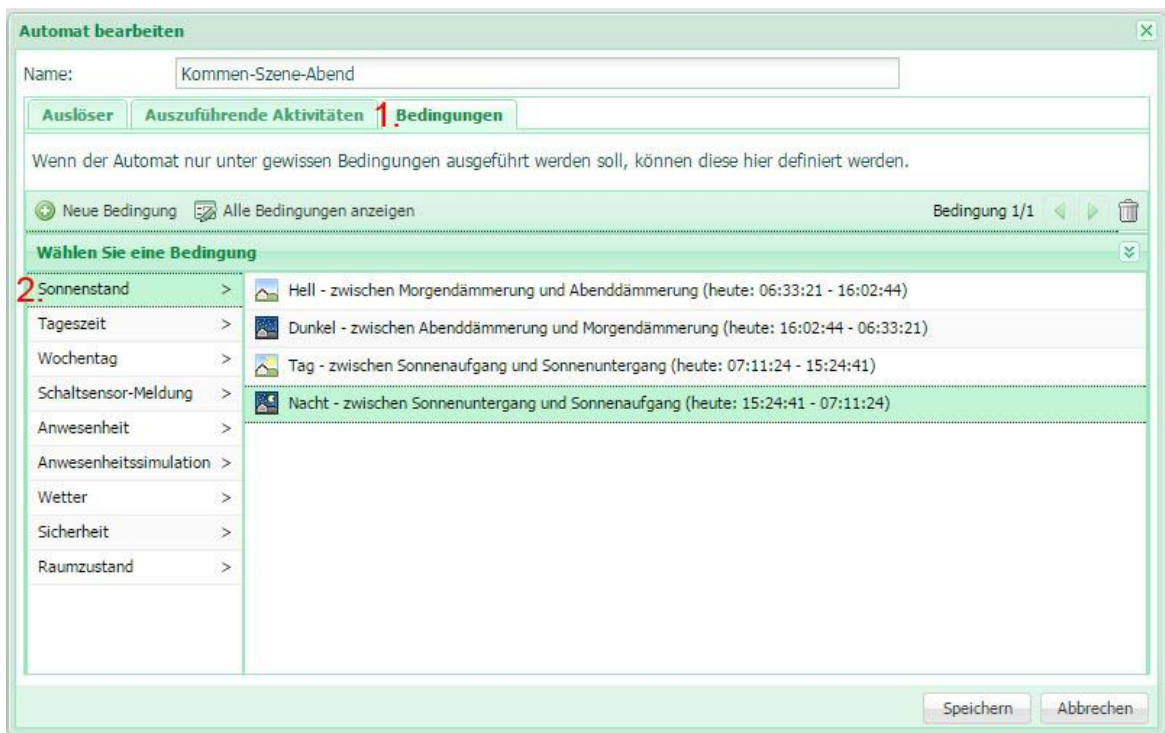 Automat bearbeiten
Name: Kommen-Szene-Abend
Auslöser Auszuführende Aktivitäten 1. Bedingungen
Wenn der Automat nur unter gewissen Bedingungen ausgeführt werden soll, können diese hier definiert werden.
Neue Bedingung Alle Bedingungen anzeigen Bedingung 1/1
Wählen Sie eine Bedingung
2. Sonnenstand > Hell - zwischen Morgendämmerung und Abenddämmerung (heute: 06:33:21 - 16:02:44)
Tageszeit > Dunkel - zwischen Abenddämmerung und Morgendämmerung (heute: 16:02:44 - 06:33:21)
Wochentag > Tag - zwischen Sonnenaufgang und Sonnenuntergang (heute: 07:11:24 - 15:24:41)
Schaltsensor-Meldung > Nacht - zwischen Sonnenuntergang und Sonnenaufgang (heute: 15:24:41 - 07:11:24)
Anwesenheit >
Anwesenheitssimulation >
Wetter >
Sicherheit >
Raumzustand >
Speichern Abbrechen